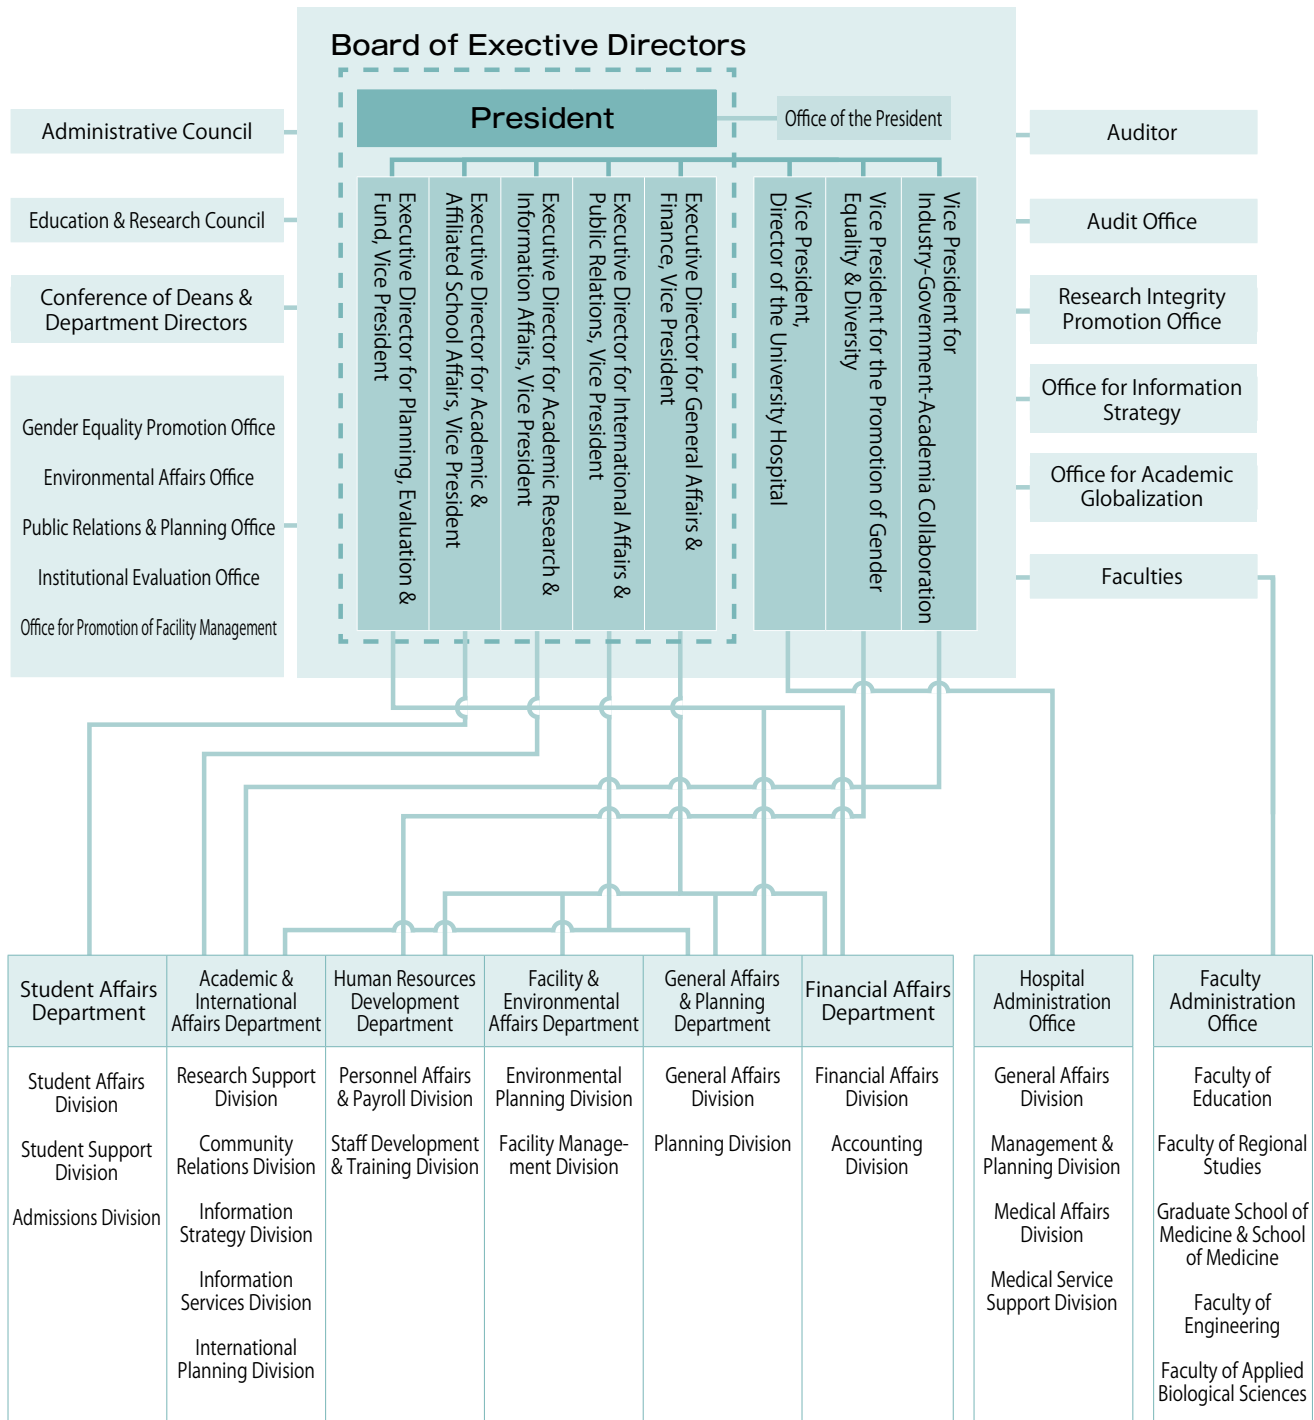 Board of Exective Directors
President
Office of the President
Administrative Council
Education & Research Council
Conference of Deans &
Department Directors
Gender Equality Promotion Office
Environmental Affairs Office
Public Relations & Planning Office
Institutional Evaluation Office
Office for Promotion of Facility Management
Executive Director for Planning, Evaluation &
Fund, Vice President
Executive Director for Academic &
Affiliated School Affairs, Vice President
Executive Director for Academic Research &
Information Affairs, Vice President
Executive Director for International Affairs &
Public Relations, Vice President
Executive Director for General Affairs &
Finance, Vice President
Vice President,
Director of the University Hospital
Vice President for the Promotion of Gender
Equality & Diversity
Vice President for
Industry-Government-Academia Collaboration
Auditor
Audit Office
Research Integrity
Promotion Office
Office for Information
Strategy
Office for Academic
Globalization
Faculties
Student Affairs
Department
Student Affairs
Division
Student Support
Division
Admissions Division
Academic &
International
Affairs Department
Research Support
Division
Community
Relations Division
Information
Strategy Division
Information
Services Division
International
Planning Division
Human Resources
Development
Department
Personnel Affairs
& Payroll Division
Staff Development
& Training Division
Facility &
Environmental
Affairs Department
Environmental
Planning Division
Facility Manage-
ment Division
General Affairs
& Planning
Department
General Affairs
Division
Planning Division
Financial Affairs
Department
Financial Affairs
Division
Accounting
Division
Hospital
Administration
Office
General Affairs
Division
Management &
Planning Division
Medical Affairs
Division
Medical Service
Support Division
Faculty
Administration
Office
Faculty of
Education
Faculty of Regional
Studies
Graduate School of
Medicine & School
of Medicine
Faculty of
Engineering
Faculty of Applied
Biological Sciences